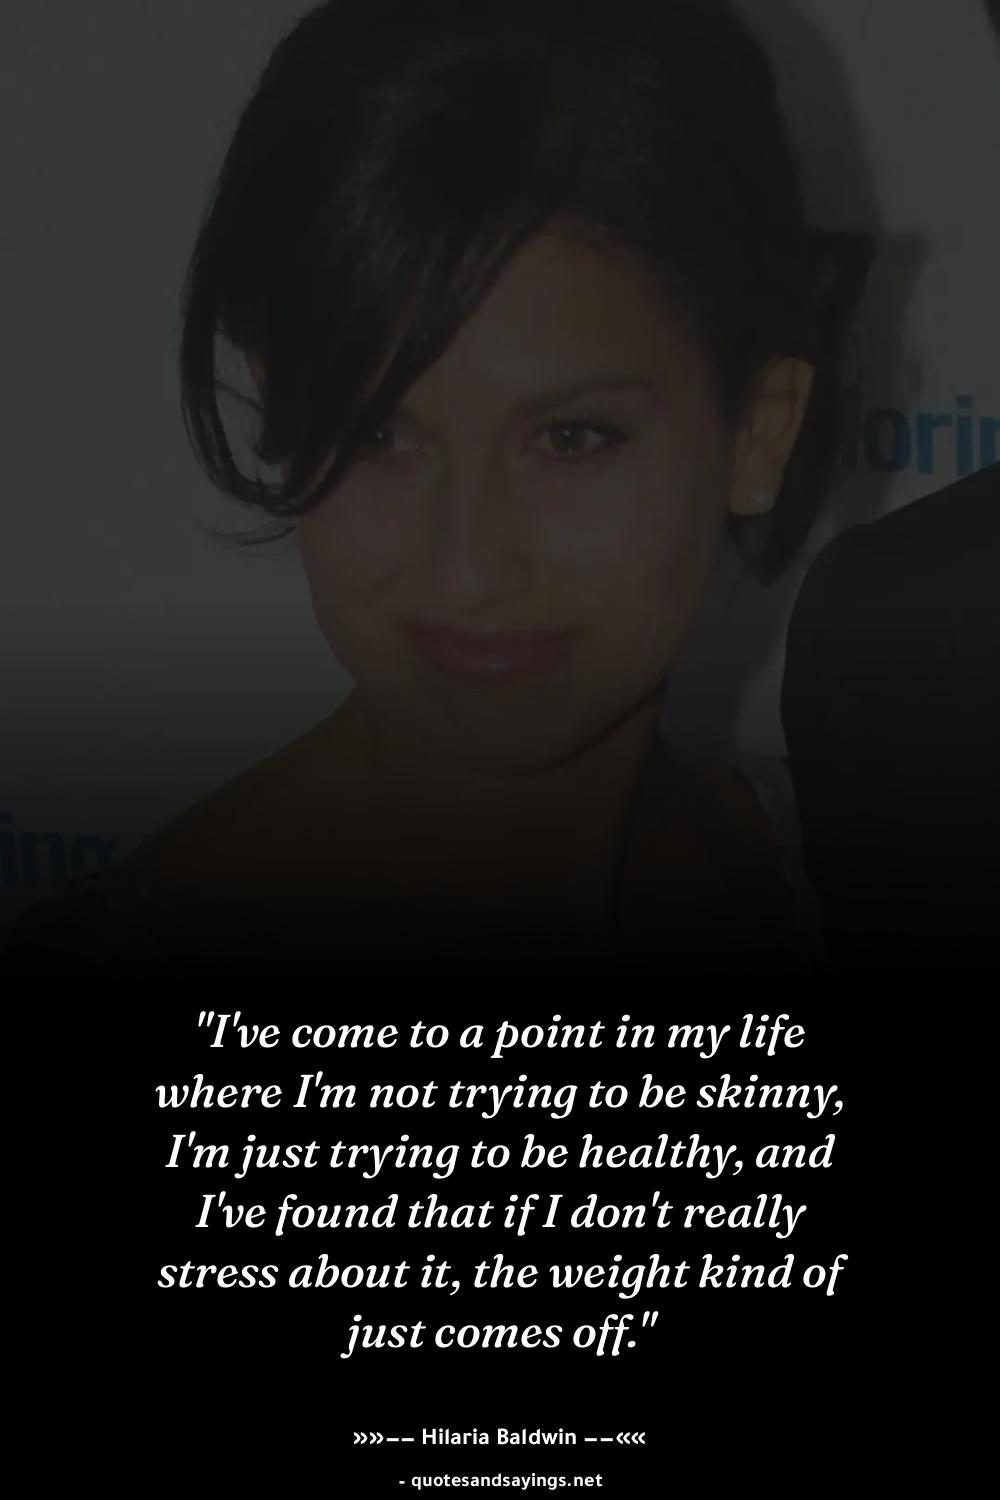 lorin
ing
"I've come to a point in my life
where I'm not trying to be skinny,
I'm just trying to be healthy, and
I've found that if I don't really
stress about it, the weight kind of
just comes off."
»»–– Hilaria Baldwin ––««
- quotesandsayings.net